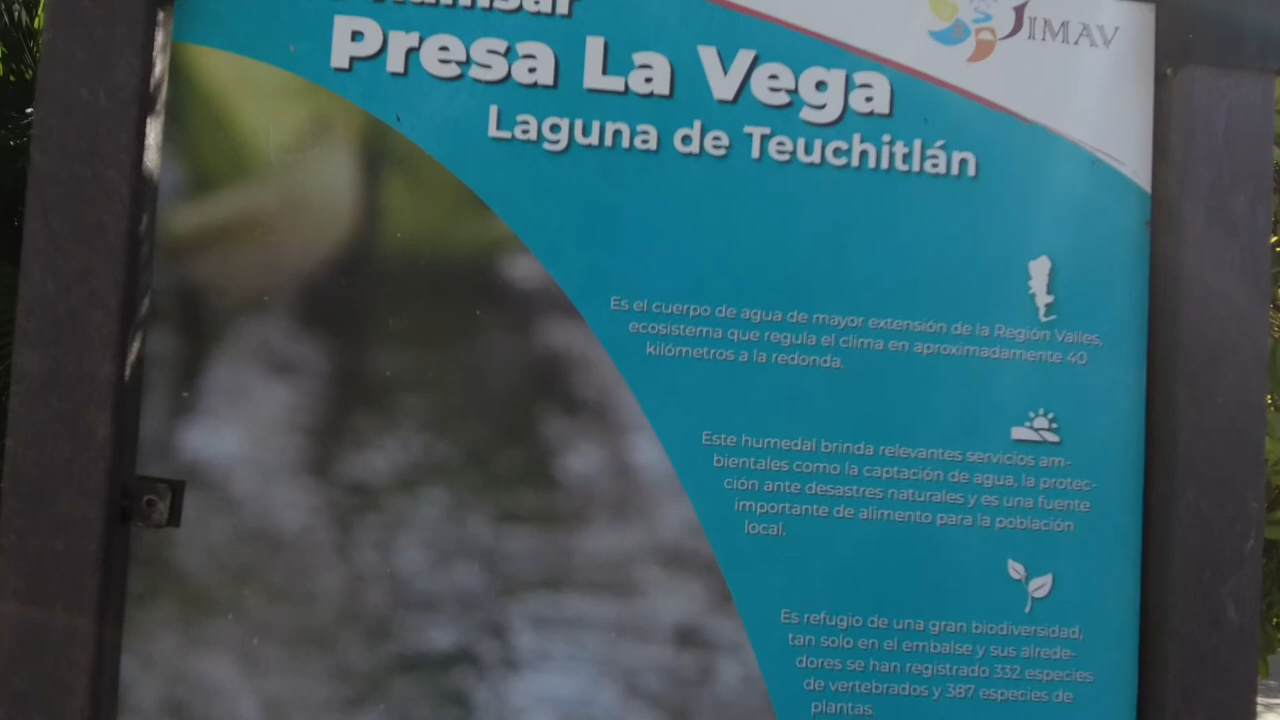 Ramsar
Presa La Vega
Laguna de Teuchitlán
JIMAV
Es el cuerpo de agua de mayor extensión de la Región Valles,
ecosistema que regula el clima en aproximadamente 40
kilómetros a la redonda.
Este humedal brinda relevantes servicios am-
bientales como la captación de agua, la protec-
ción ante desastres naturales y es una fuente
importante de alimento para la población
local.
Es refugio de una gran biodiversidad,
tan solo en el embalse y sus alrede-
dores se han registrado 332 especies
de vertebrados y 387 especies de
plantas.